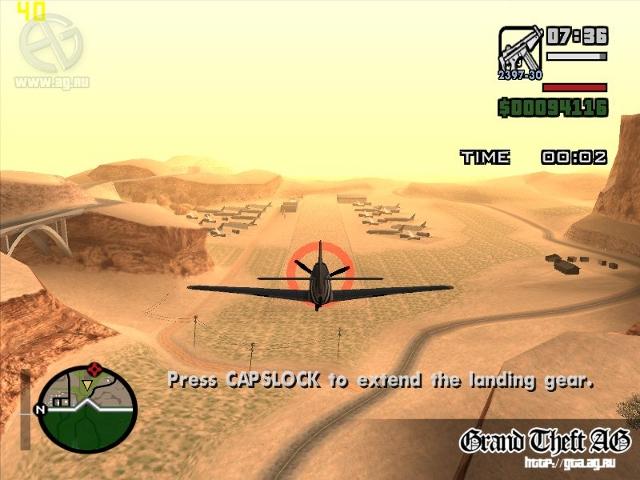 40
www.ag.ru
07:36
2397-30
$00094116
TIME 00:02
Press CAPSLOCK to extend the landing gear.
N
Grand Theft AG
http://gta.ag.ru